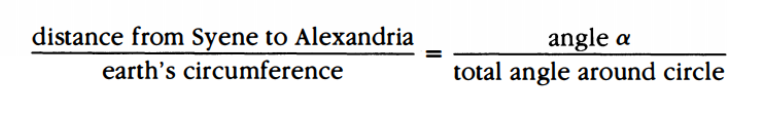 distance from Syene to Alexandria / earth's circumference = angle α / total angle around circle